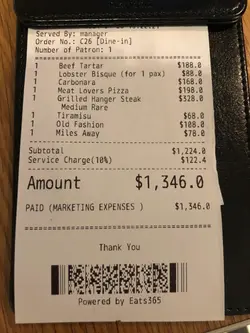 Served By: manager
Order No.: C26 [Dine-in]
Number of Patron: 1
1 Beef Tartar $188.0
1 Lobster Bisque (for 1 pax) $88.0
1 Carbonara $168.0
1 Meat Lovers Pizza $198.0
1 Grilled Hanger Steak $328.0
Medium Rare
1 Tiramisu $68.0
1 Old Fashion $108.0
1 Miles Away $78.0
Subtotal $1,224.0
Service Charge(10%) $122.4
Amount $1,346.0
PAID (MARKETING EXPENSES ) $1,346.0
Thank You
Powered by Eats365